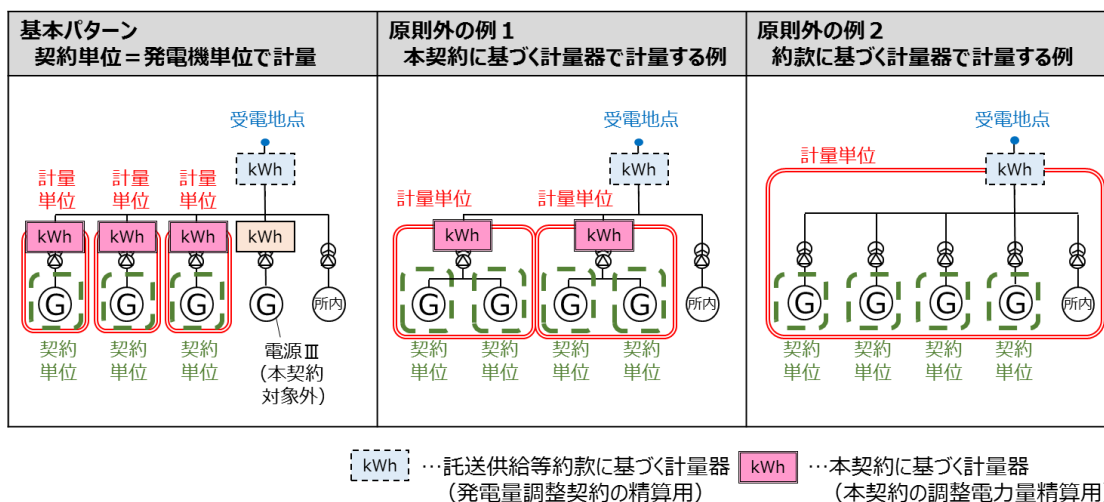 基本パターン
契約単位＝発電機単位で計量
原則外の例１
本契約に基づく計量器で計量する例
原則外の例２
約款に基づく計量器で計量する例
受電地点
kWh
計量
単位
計量
単位
計量
単位
kWh
kWh
kWh
kWh
G
G
G
G
所内
契約
単位
契約
単位
契約
単位
電源Ⅲ
（本契約
対象外）
受電地点
kWh
計量単位
計量単位
kWh
kWh
G
G
G
G
所内
契約
単位
契約
単位
契約
単位
契約
単位
受電地点
計量単位
kWh
G
G
G
G
所内
契約
単位
契約
単位
契約
単位
契約
単位
kWh …託送供給等約款に基づく計量器
（発電量調整契約の精算用）
kWh …本契約に基づく計量器
（本契約の調整電力量精算用